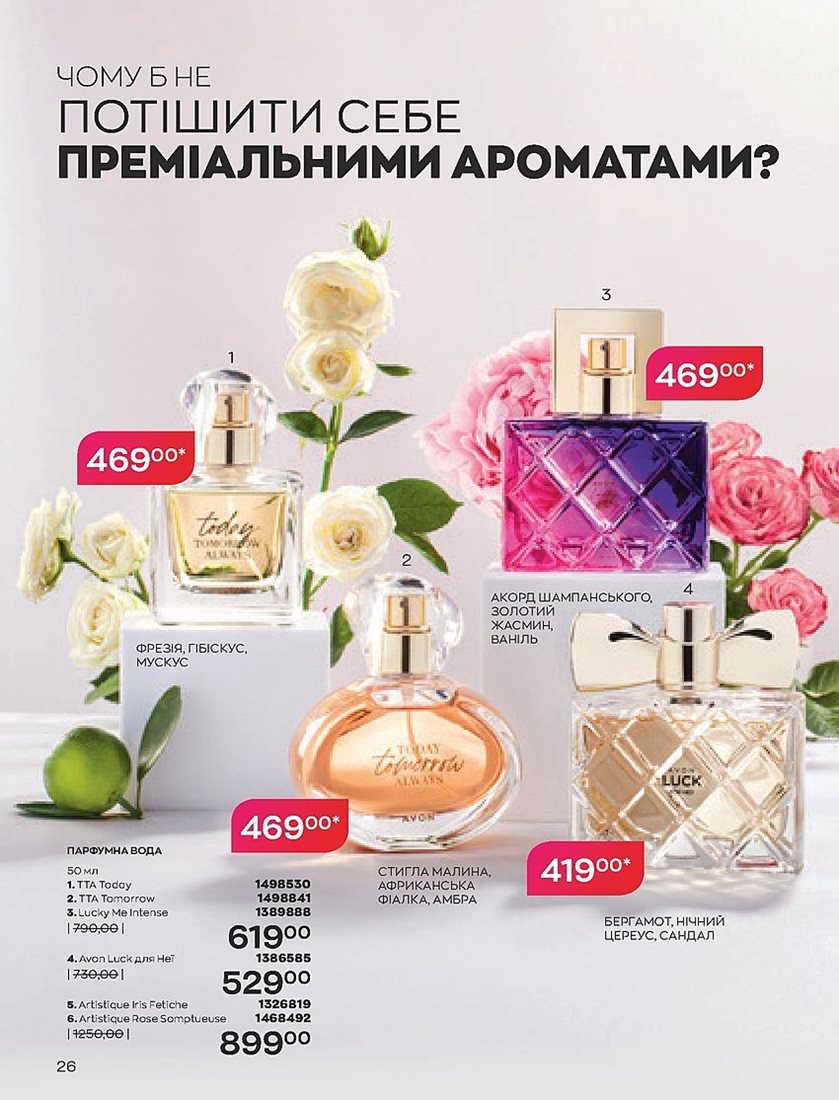 ЧОМУ Б НЕ
ПОТІШИТИ СЕБЕ
ПРЕМІАЛЬНИМИ АРОМАТАМИ?
1
46900*
today
TOMORROW
ALWAYS
ФРЕЗІЯ, ГІБІСКУС,
МУСКУС
3
46900*
АКОРД ШАМПАНСЬКОГО,
ЗОЛОТИЙ
ЖАСМИН,
ВАНІЛЬ
2
TODAY
tomorrow
ALWAYS
AVON
46900*
СТИГЛА МАЛИНА,
АФРИКАНСЬКА
ФІАЛКА, АМБРА
4
AVON
LUCK
41900*
БЕРГАМОТ, НІЧНИЙ
ЦЕРЕУС, САНДАЛ
ПАРФУМНА ВОДА
50 мл
1. TTA Today 1498530
2. TTA Tomorrow 1498841
3. Lucky Me Intense 1389888
|790,00| 61900
4. Avon Luck для Неї 1386585
|730,00| 52900
5. Artistique Iris Fetiche 1326819
6. Artistique Rose Somptueuse 1468492
|1250,00| 89900
26